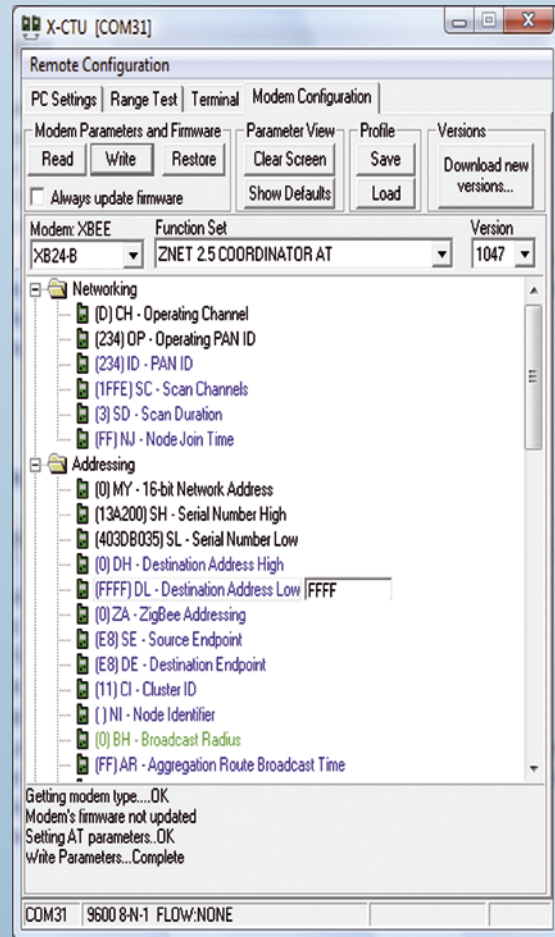 X-CTU [COM31]
Remote Configuration
PC Settings Range Test Terminal Modem Configuration
Modem Parameters and Firmware Parameter View Profile Versions
Read Write Restore Clear Screen Save Download new versions...
Always update firmware Show Defaults Load
Modem: XBEE Function Set Version
XB24-B ZNET 2.5 COORDINATOR AT 1047
Networking
(D) CH - Operating Channel
(234) OP - Operating PAN ID
(234) ID - PAN ID
(1FFE) SC - Scan Channels
(3) SD - Scan Duration
(FF) NJ - Node Join Time
Addressing
(0) MY - 16-bit Network Address
(13A200) SH - Serial Number High
(403DB035) SL - Serial Number Low
(0) DH - Destination Address High
(FFFF) DL - Destination Address Low FFFF
(0) ZA - ZigBee Addressing
(E8) SE - Source Endpoint
(E8) DE - Destination Endpoint
(11) CI - Cluster ID
( ) NI - Node Identifier
(0) BH - Broadcast Radius
(FF) AR - Aggregation Route Broadcast Time
Getting modem type....OK
Modem's firmware not updated
Setting AT parameters..OK
Write Parameters...Complete
COM31 9600 8-N-1 FLOW:NONE